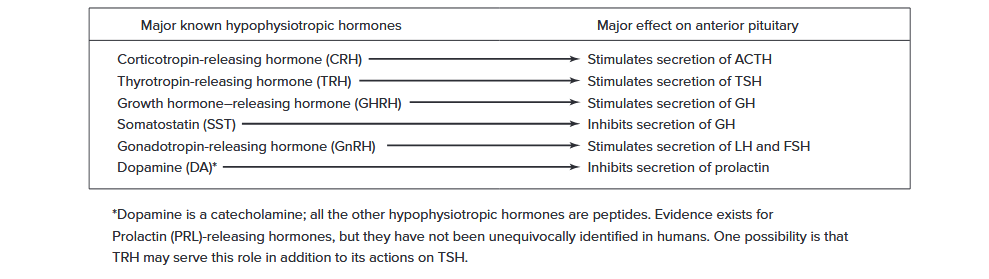 Major known hypophysiotropic hormones Major effect on anterior pituitary
Corticotropin-releasing hormone (CRH) Stimulates secretion of ACTH
Thyrotropin-releasing hormone (TRH) Stimulates secretion of TSH
Growth hormone–releasing hormone (GHRH) Stimulates secretion of GH
Somatostatin (SST) Inhibits secretion of GH
Gonadotropin-releasing hormone (GnRH) Stimulates secretion of LH and FSH
Dopamine (DA)* Inhibits secretion of prolactin
*Dopamine is a catecholamine; all the other hypophysiotropic hormones are peptides. Evidence exists for
Prolactin (PRL)-releasing hormones, but they have not been unequivocally identified in humans. One possibility is that
TRH may serve this role in addition to its actions on TSH.